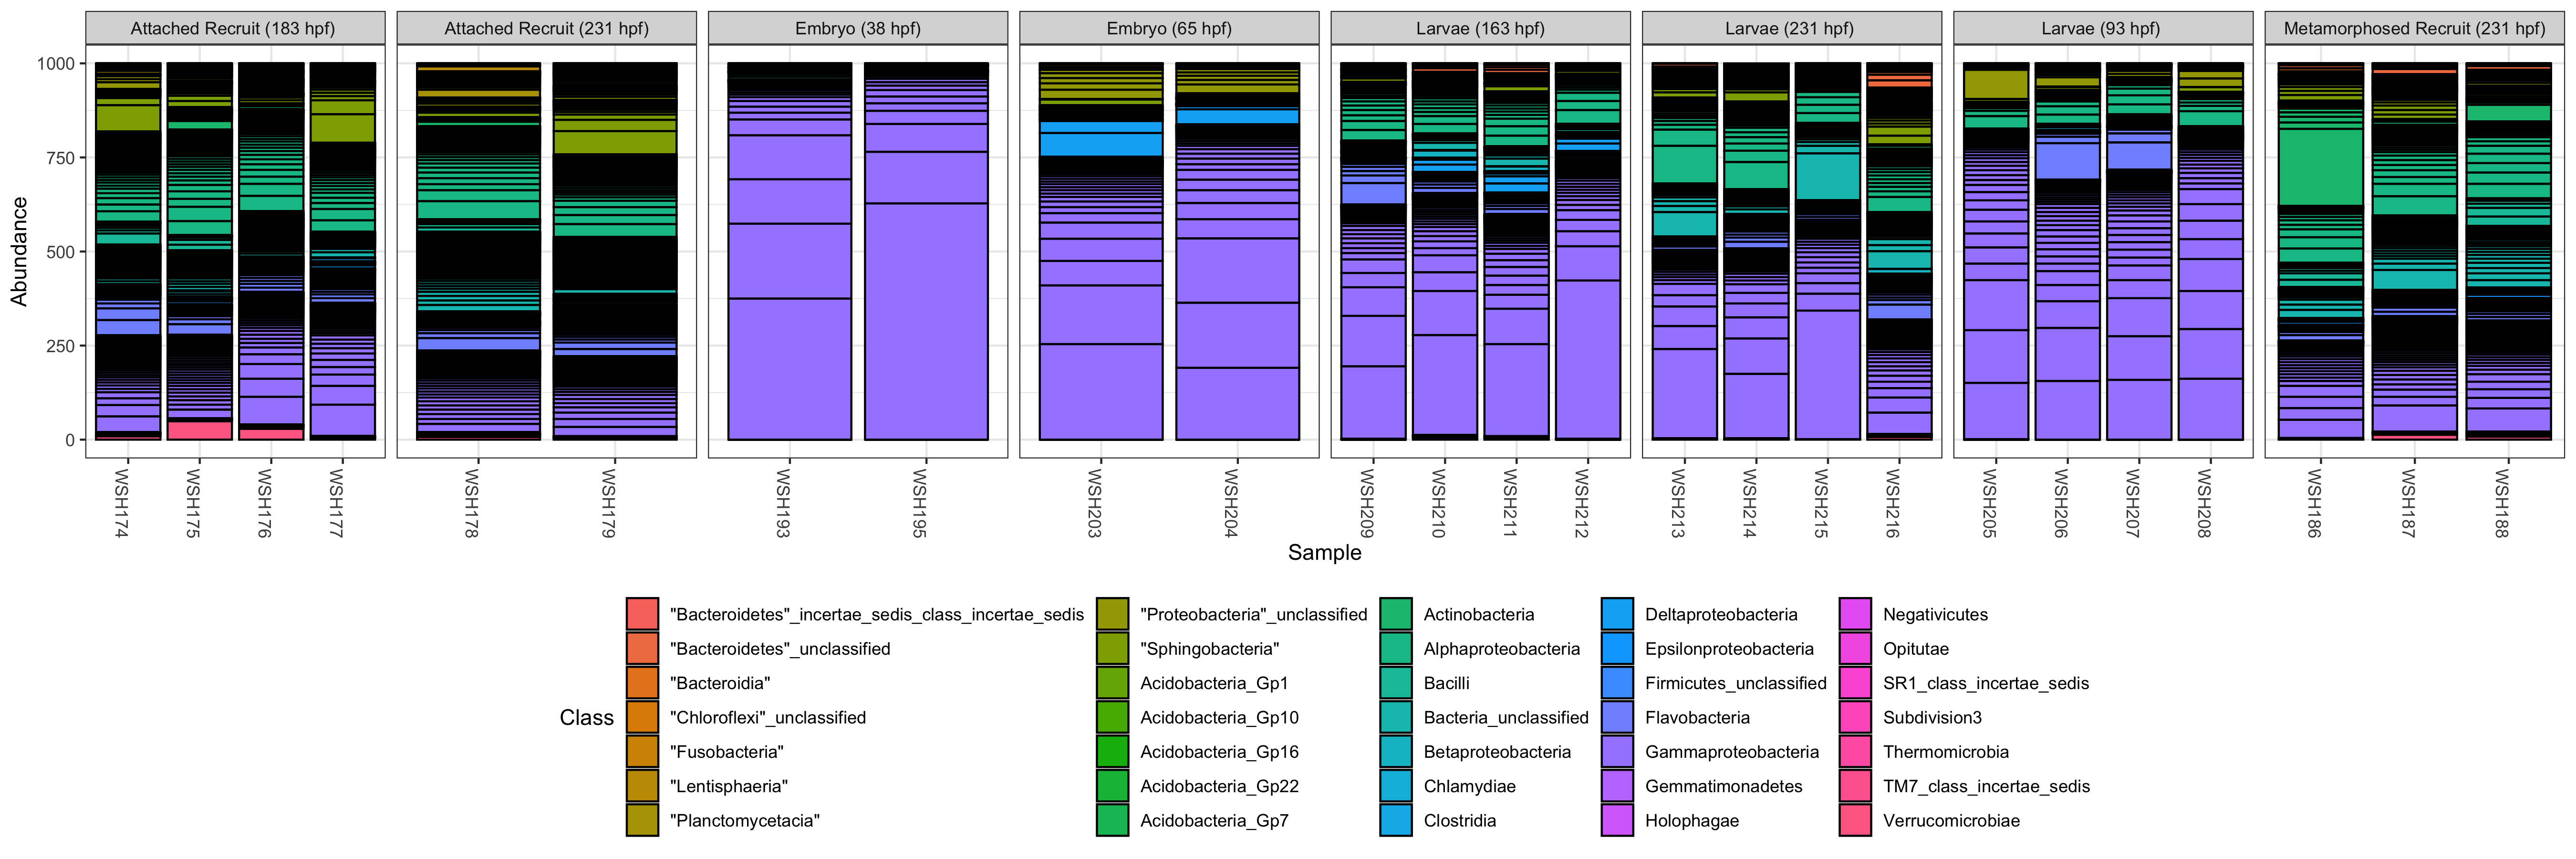 Attached Recruit (183 hpf)
Attached Recruit (231 hpf)
Embryo (38 hpf)
Embryo (65 hpf)
Larvae (163 hpf)
Larvae (231 hpf)
Larvae (93 hpf)
Metamorphosed Recruit (231 hpf)
Abundance
1000
750
500
250
0
WSH174
WSH175
WSH176
WSH177
WSH178
WSH179
WSH193
WSH195
WSH203
WSH204
WSH209
WSH210
WSH211
WSH212
WSH213
WSH214
WSH215
WSH216
WSH205
WSH206
WSH207
WSH208
WSH186
WSH187
WSH188
Sample
Class
"Bacteroidetes"_incertae_sedis_class_incertae_sedis
"Bacteroidetes"_unclassified
"Bacteroidia"
"Chloroflexi"_unclassified
"Fusobacteria"
"Lentisphaeria"
"Planctomycetacia"
"Proteobacteria"_unclassified
"Sphingobacteria"
Acidobacteria_Gp1
Acidobacteria_Gp10
Acidobacteria_Gp16
Acidobacteria_Gp22
Acidobacteria_Gp7
Actinobacteria
Alphaproteobacteria
Bacilli
Bacteria_unclassified
Betaproteobacteria
Chlamydiae
Clostridia
Deltaproteobacteria
Epsilonproteobacteria
Firmicutes_unclassified
Flavobacteria
Gammaproteobacteria
Gemmatimonadetes
Holophagae
Negativicutes
Opitutae
SR1_class_incertae_sedis
Subdivision3
Thermomicrobia
TM7_class_incertae_sedis
Verrucomicrobiae